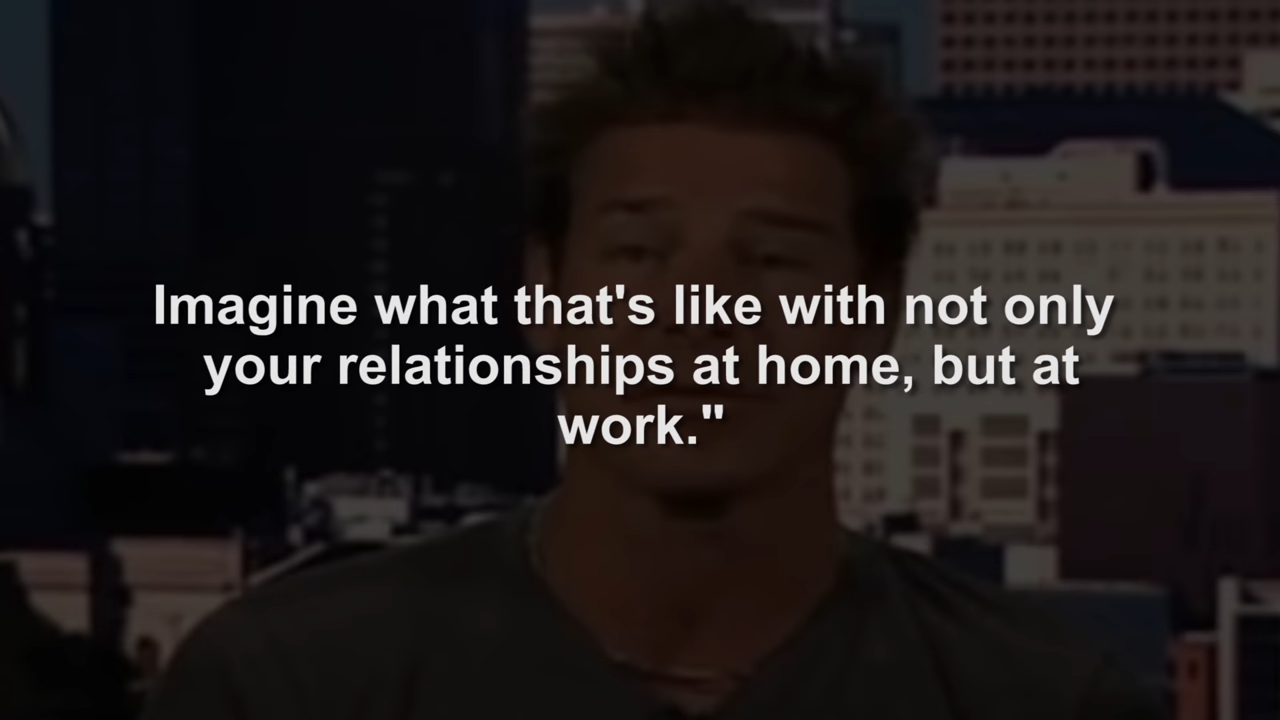 Imagine what that's like with not only
your relationships at home, but at
work."